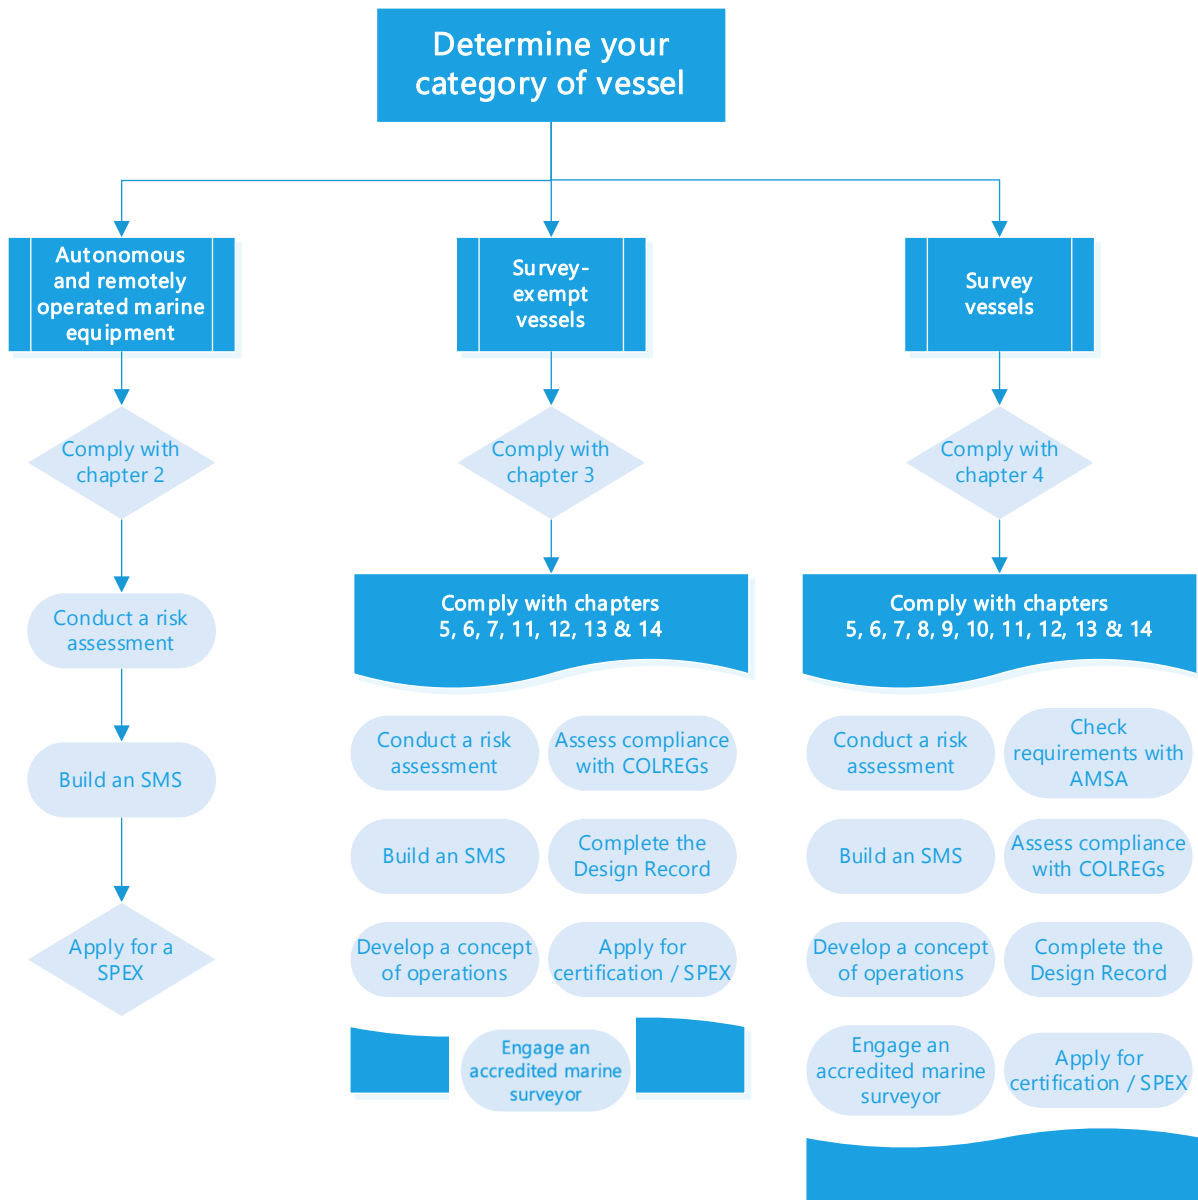 Determine your
category of vessel
Autonomous
and remotely
operated marine
equipment
Survey-
exempt
vessels
Survey
vessels
Comply with
chapter 2
Comply with
chapter 3
Comply with
chapter 4
Conduct a risk
assessment
Build an SMS
Apply for a
SPEX
Comply with chapters
5, 6, 7, 11, 12, 13 & 14
Conduct a risk
assessment
Assess compliance
with COLREGs
Build an SMS
Complete the
Design Record
Develop a concept
of operations
Apply for
certification / SPEX
Engage an
accredited marine
surveyor
Comply with chapters
5, 6, 7, 8, 9, 10, 11, 12, 13 & 14
Conduct a risk
assessment
Check
requirements with
AMSA
Build an SMS
Assess compliance
with COLREGs
Develop a concept
of operations
Complete the
Design Record
Engage an
accredited marine
surveyor
Apply for
certification / SPEX